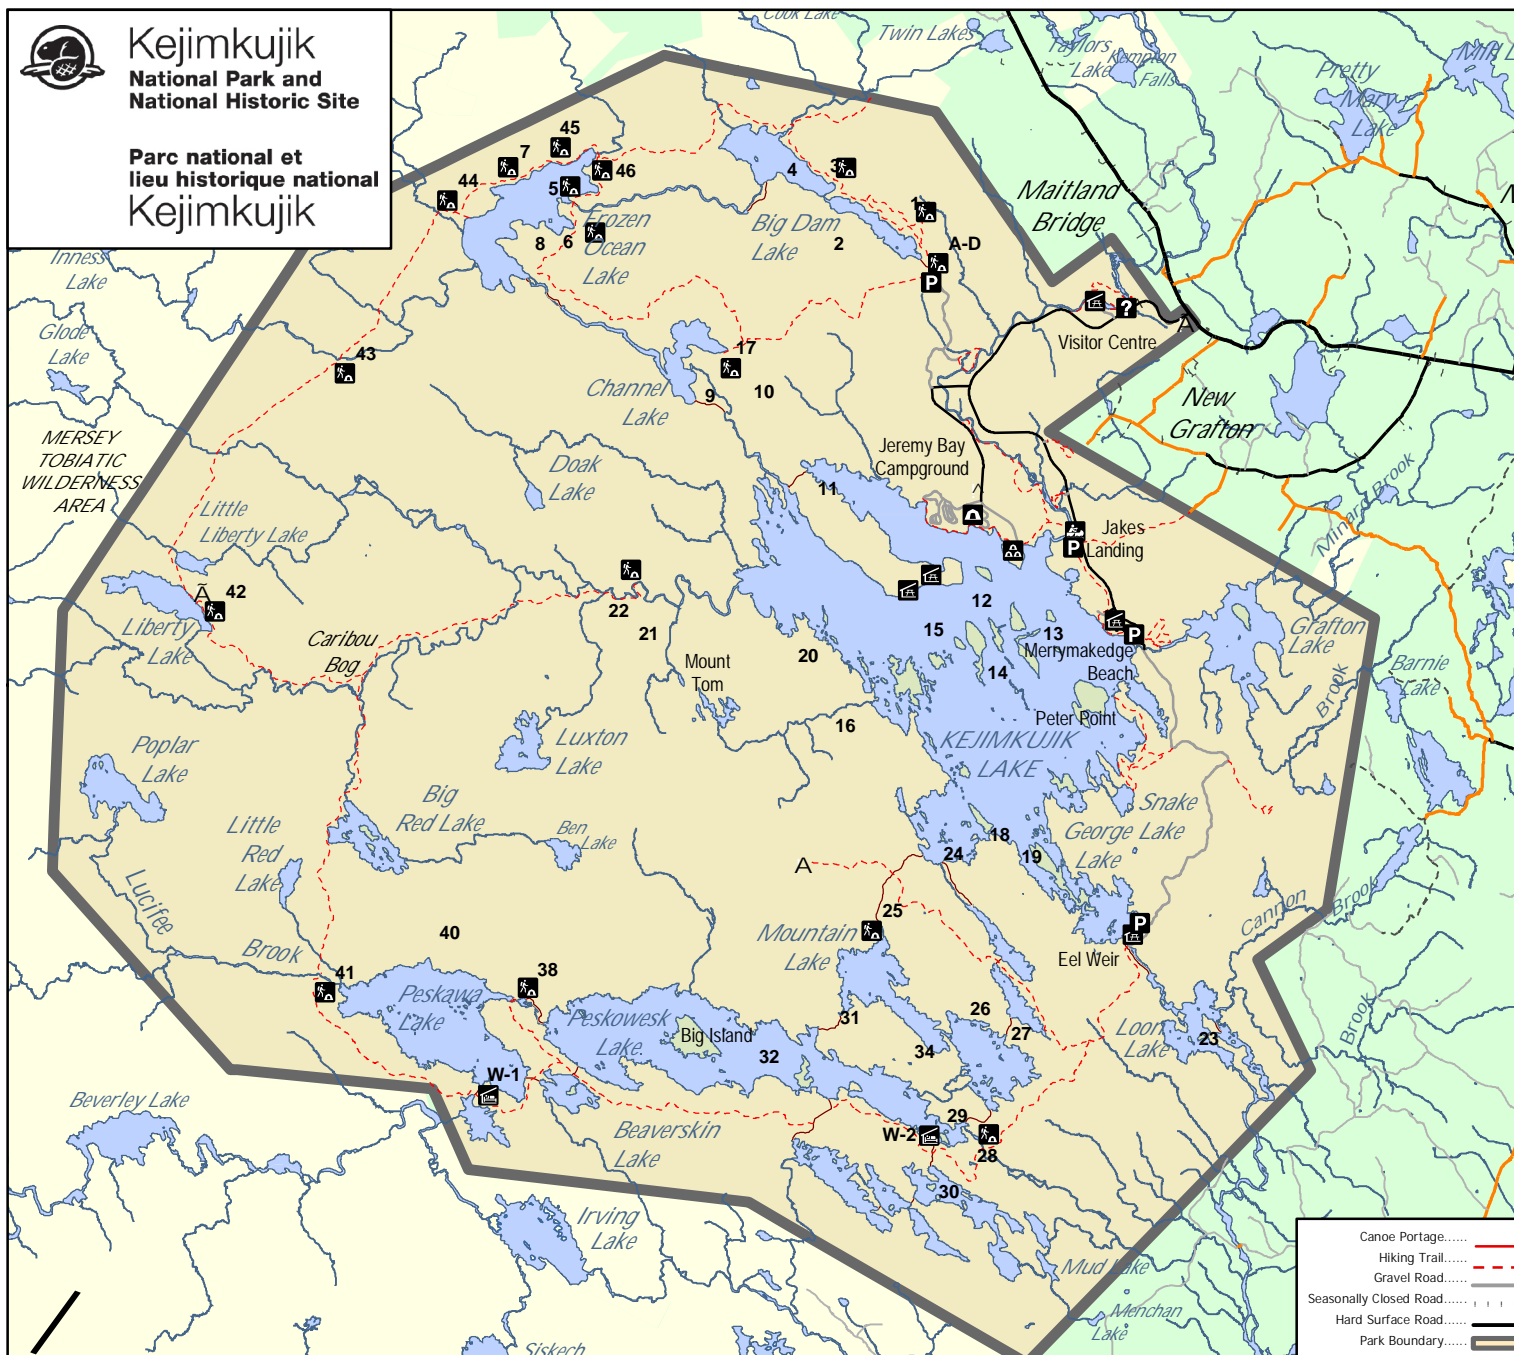 Kejimkujik
National Park and
National Historic Site
Parc national et
lieu historique national
Kejimkujik
Cook Lake
Twin Lakes
Taylors
Lake
Kempton
Falls
Pretty
Mary
Lake
Mill L
Maitland
Bridge
N
45
7
46
44
5
4
3
1
Frozen
Ocean
Lake
8
6
Big Dam
Lake
2
A-D
P
?
A
Visitor Centre
Inness
Lake
Glode
Lake
43
17
Channel
Lake
9
10
New
Grafton
MERSEY
TOBIATIC
WILDERNESS
AREA
Jeremy Bay
Campground
Doak
Lake
11
Minard Brook
Little
Liberty Lake
Jakes
Landing
P
Ã
42
22
21
12
15
13
Liberty
Lake
Caribou
Bog
Mount
Tom
20
14
Merrymakedge
Beach
P
Grafton
Lake
Barnie
Lake
Brook
16
Peter Point
KEJIMKUJIK
LAKE
Poplar
Lake
Luxton
Lake
Big
Red Lake
Ben
Lake
Little
Red
Lake
Snake
Lake
George
Lake
18
19
24
A
Lucifee
Brook
25
Mountain
Lake
Cannon
Brook
P
Eel Weir
40
41
38
Peskawa
Lake
Peskowesk
Lake
Big Island
32
31
26
27
34
Loon
Lake
23
Brook
W-1
Beverley Lake
Beaverskin
Lake
29
W-2
28
30
Irving
Lake
Mud Lake
Menchan
Lake
Siskech
Canoe Portage......
Hiking Trail......
Gravel Road......
Seasonally Closed Road......
Hard Surface Road......
Park Boundary......